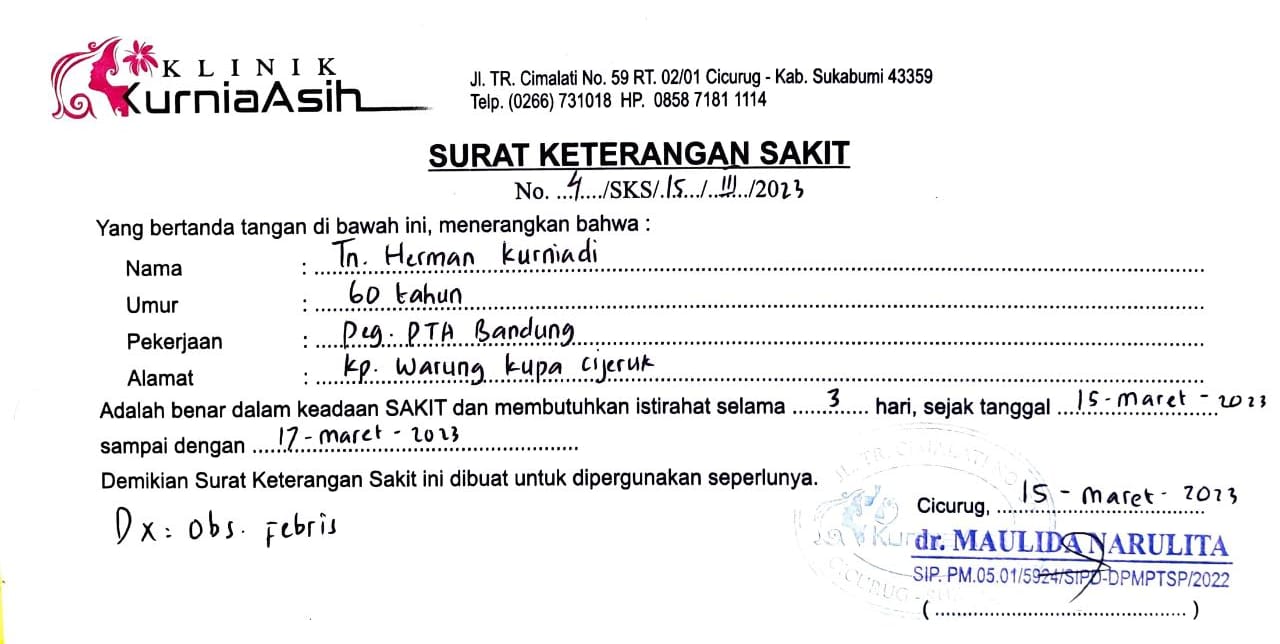 KLINIK
KurniaAsih
Jl. TR. Cimalati No. 59 RT. 02/01 Cicurug - Kab. Sukabumi 43359
Telp. (0266) 731018 HP. 0858 7181 1114
SURAT KETERANGAN SAKIT
No. ...4..../SKS/.15.../..III../2023
Yang bertanda tangan di bawah ini, menerangkan bahwa :
Nama : Tn. Herman Kurniadi
Umur : 60 tahun
Pekerjaan : Peg. PTA Bandung
Alamat : Kp. Warung kupa cijeruk
Adalah benar dalam keadaan SAKIT dan membutuhkan istirahat selama ......3...... hari, sejak tanggal ...15-maret-2023
sampai dengan ....17-maret-2023
Demikian Surat Keterangan Sakit ini dibuat untuk dipergunakan seperlunya.
Dx: obs. Febris
JL. TR. CIMALATI NO
Cicurug, ...15-maret-2023
Kur
dr. MAULIDA NARULITA
SIP. PM.05.01/5924/SIPD-DPMPTSP/2022
CICURUG
(..............................................)